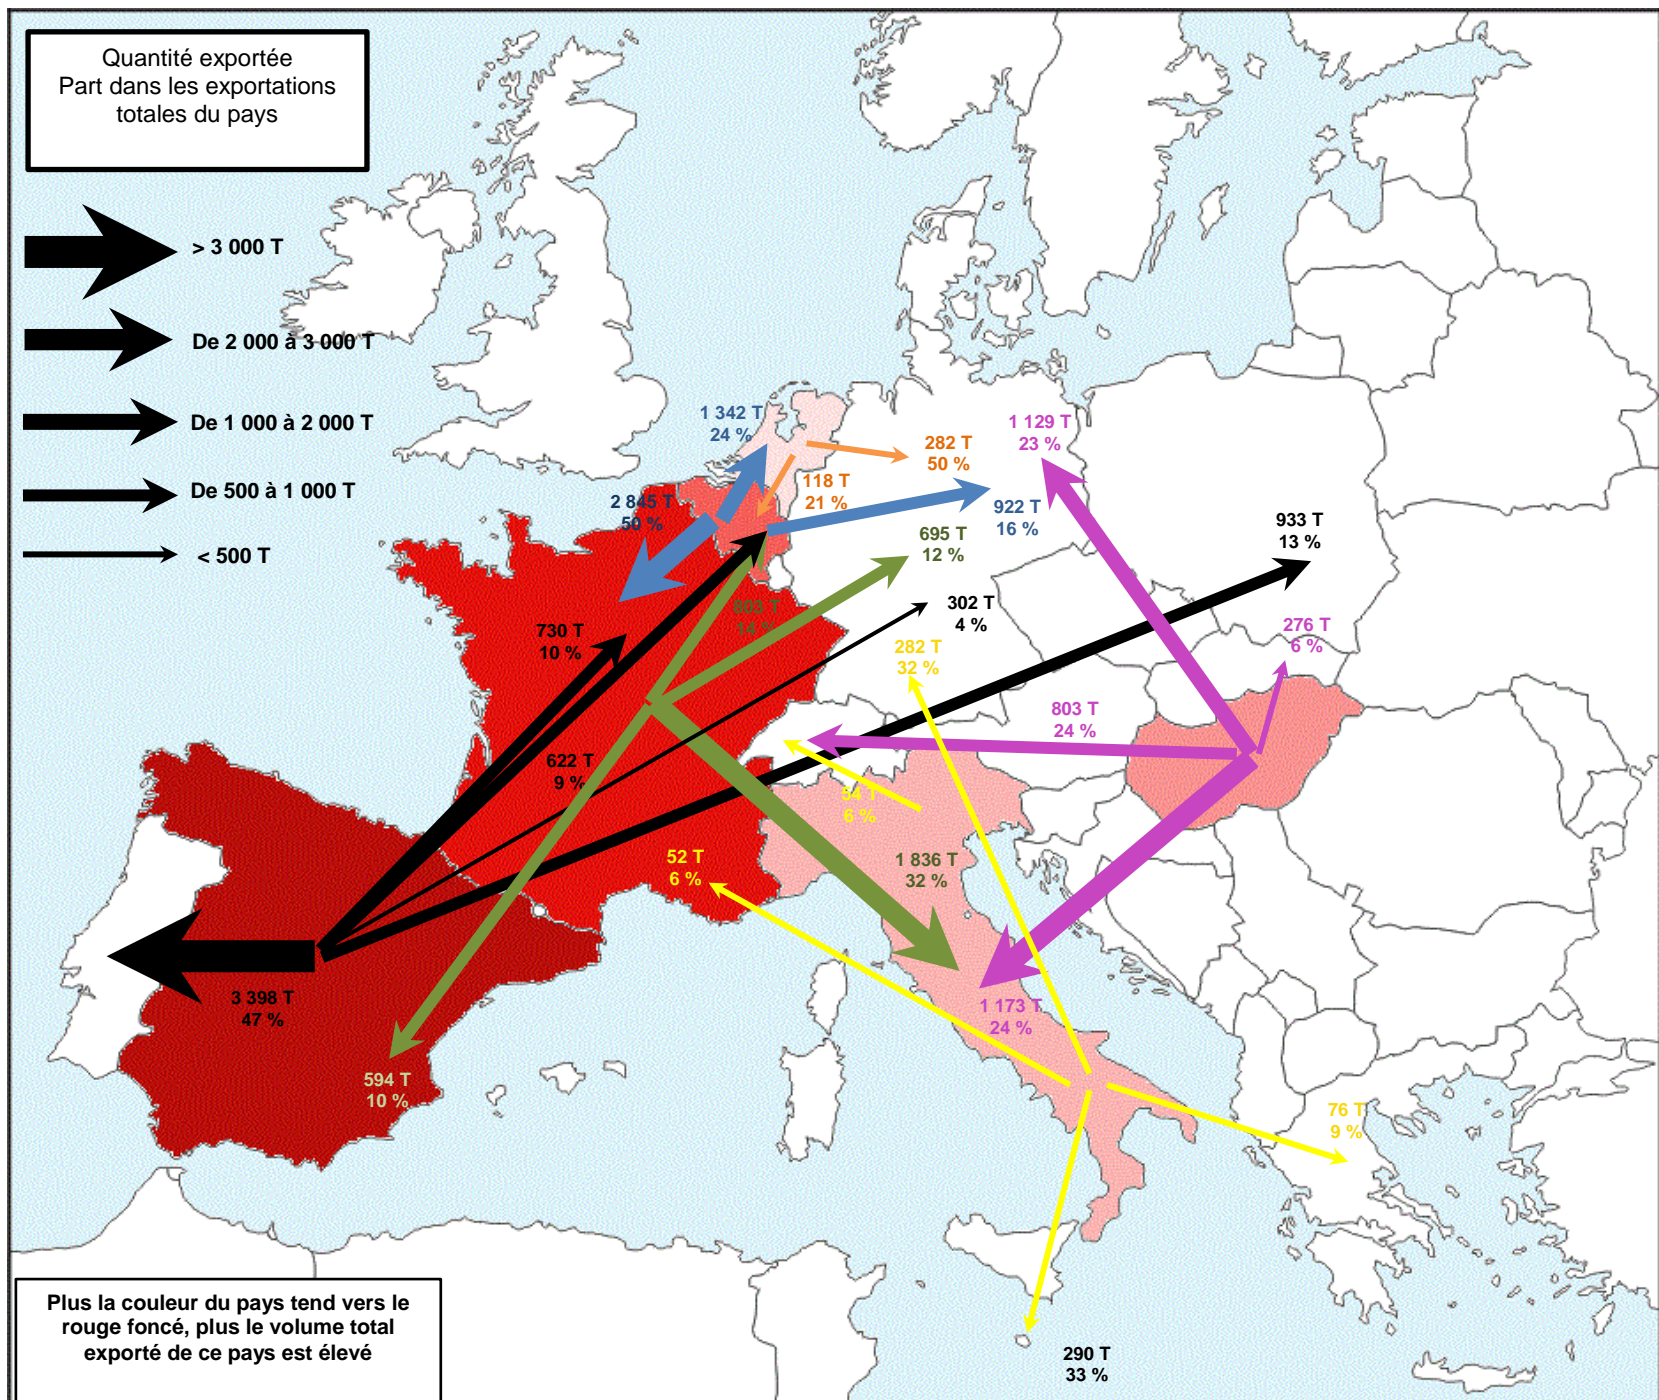 Quantité exportée
Part dans les exportations
totales du pays
> 3 000 T
De 2 000 à 3 000 T
De 1 000 à 2 000 T
De 500 à 1 000 T
< 500 T
1 342 T
24 %
282 T
50 %
1 129 T
23 %
118 T
21 %
2 845 T
50 %
922 T
16 %
933 T
13 %
695 T
12 %
803 T
14 %
302 T
4 %
730 T
10 %
282 T
32 %
276 T
6 %
803 T
24 %
622 T
9 %
54 T
6 %
52 T
6 %
1 836 T
32 %
3 398 T
47 %
1 173 T
24 %
594 T
10 %
76 T
9 %
290 T
33 %
Plus la couleur du pays tend vers le
rouge foncé, plus le volume total
exporté de ce pays est élevé